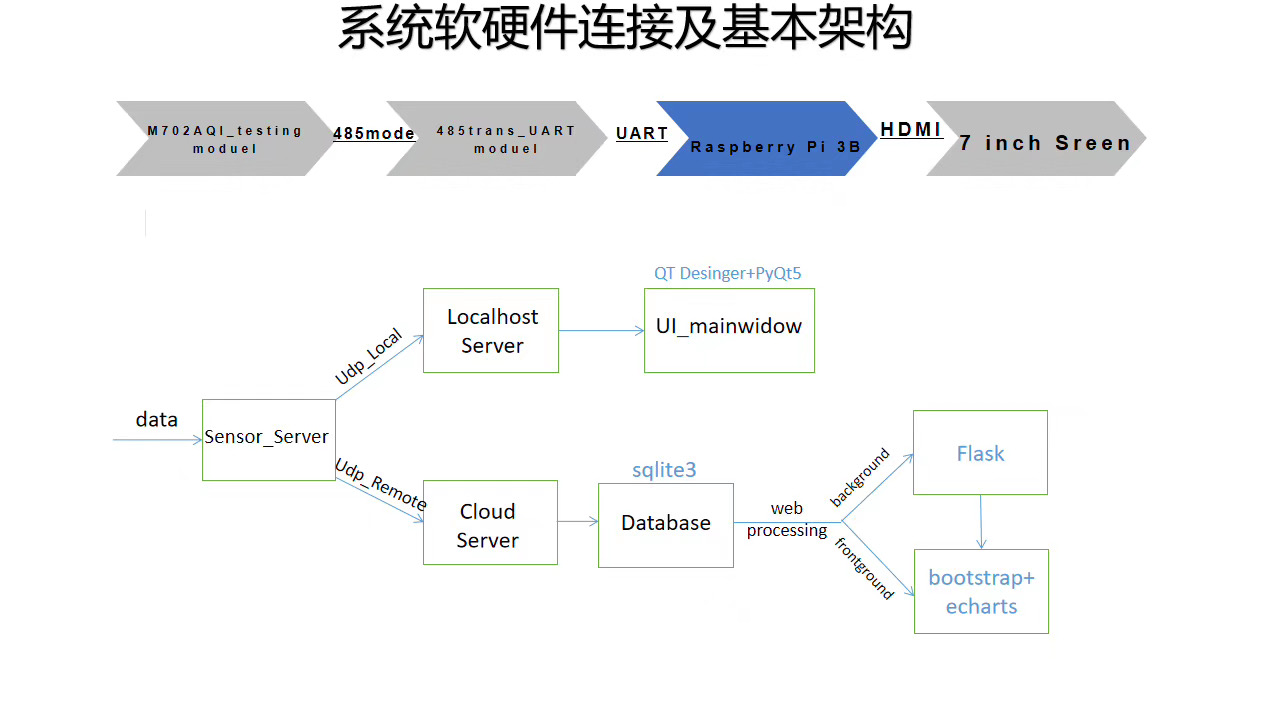 系统软硬件连接及基本架构
M702AQI_testing
moduel
485mode
485trans_UART
moduel
UART
Raspberry Pi 3B
HDMI
7 inch Sreen
QT Desinger+PyQt5
Localhost
Server
UI_mainwidow
Udp_Local
data
Sensor_Server
Udp_Remote
Cloud
Server
sqlite3
Database
web
processing
background
frontground
Flask
bootstrap+
echarts